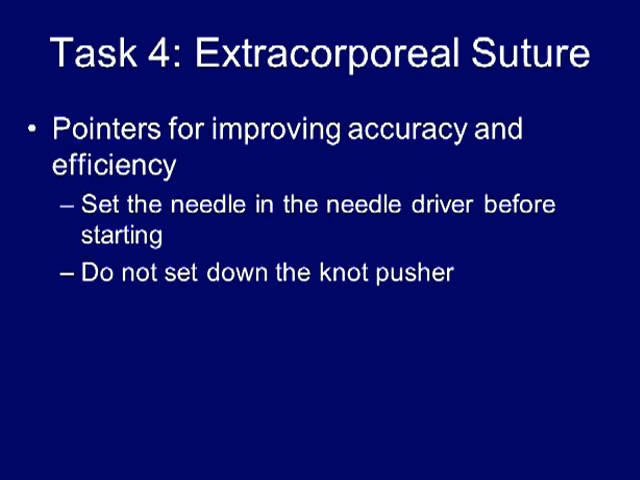 Task 4: Extracorporeal Suture
• Pointers for improving accuracy and
efficiency
– Set the needle in the needle driver before
starting
– Do not set down the knot pusher